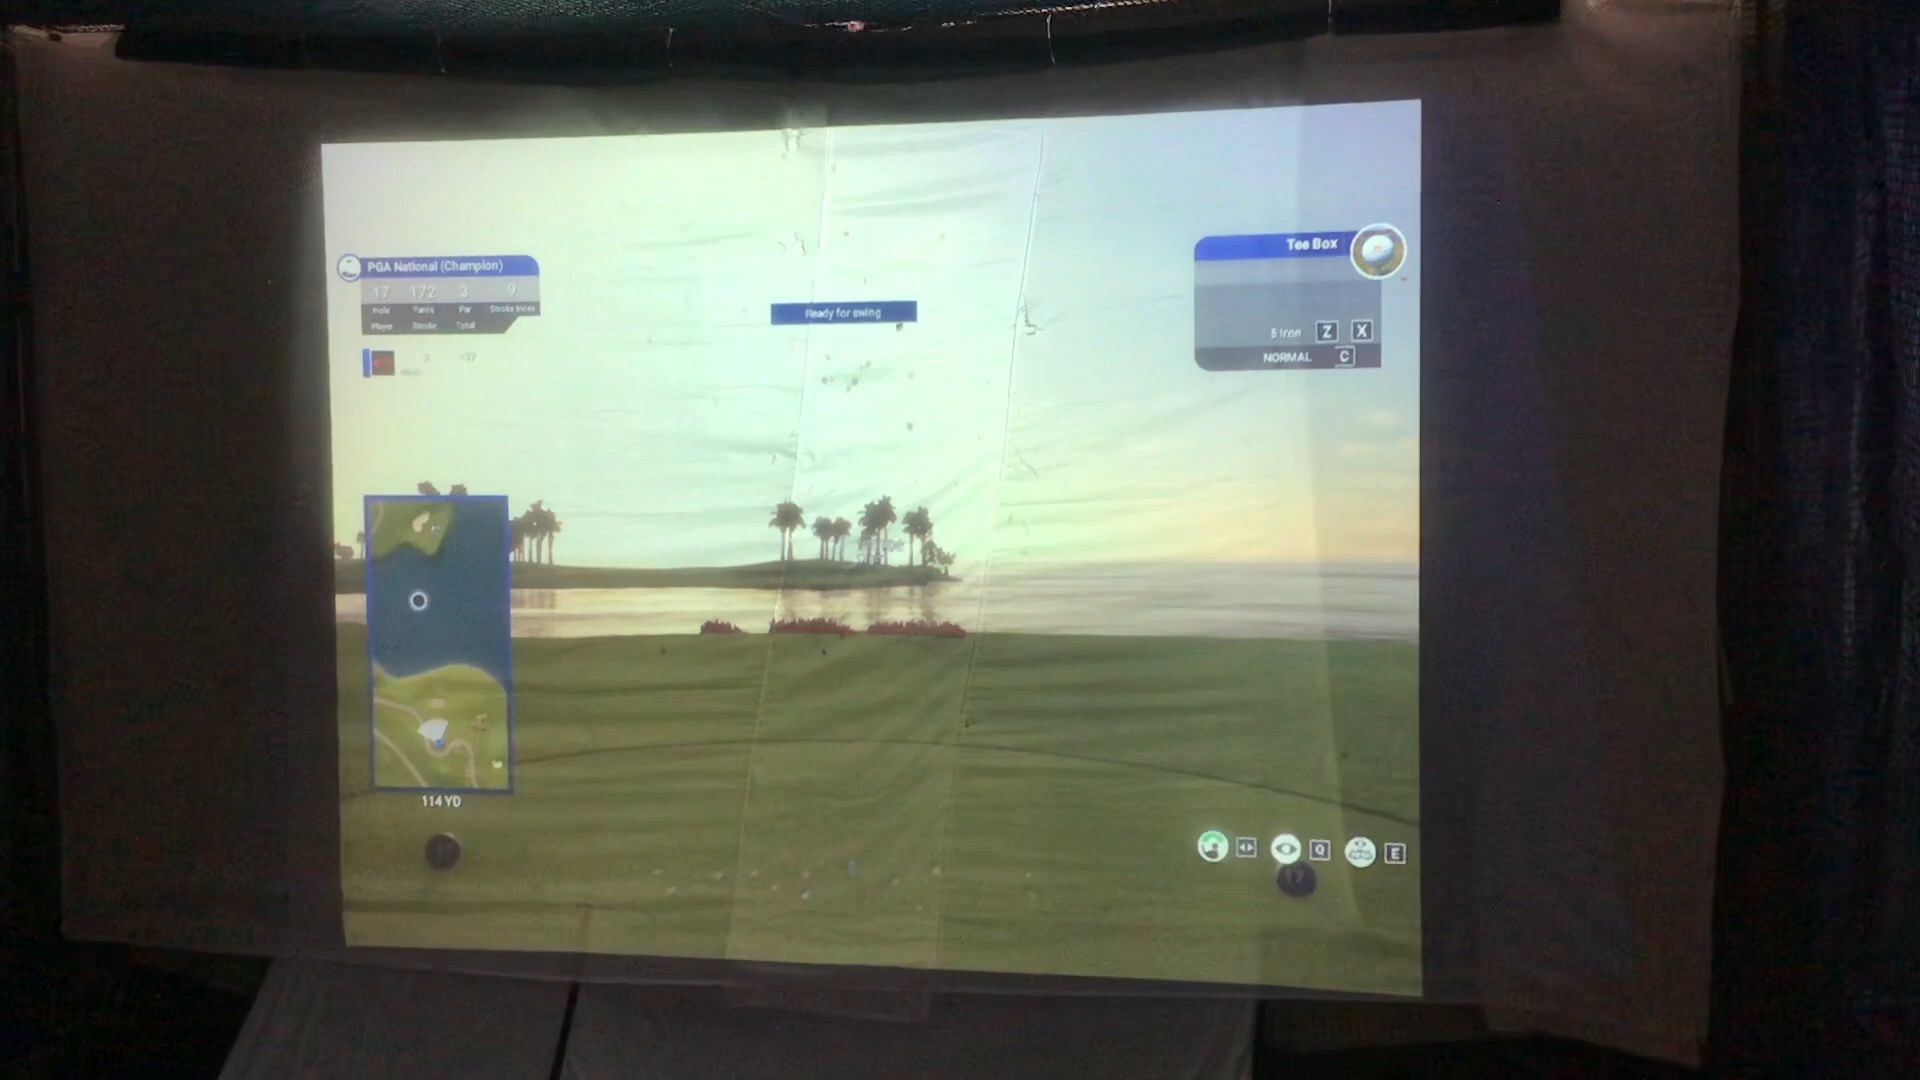 PGA National (Champion)
17 172 3 9
Hole Yards Par Stroke Index
Player Stroke Total
Ready for swing
Tee Box
Z X
NORMAL C
114 YD
Q E